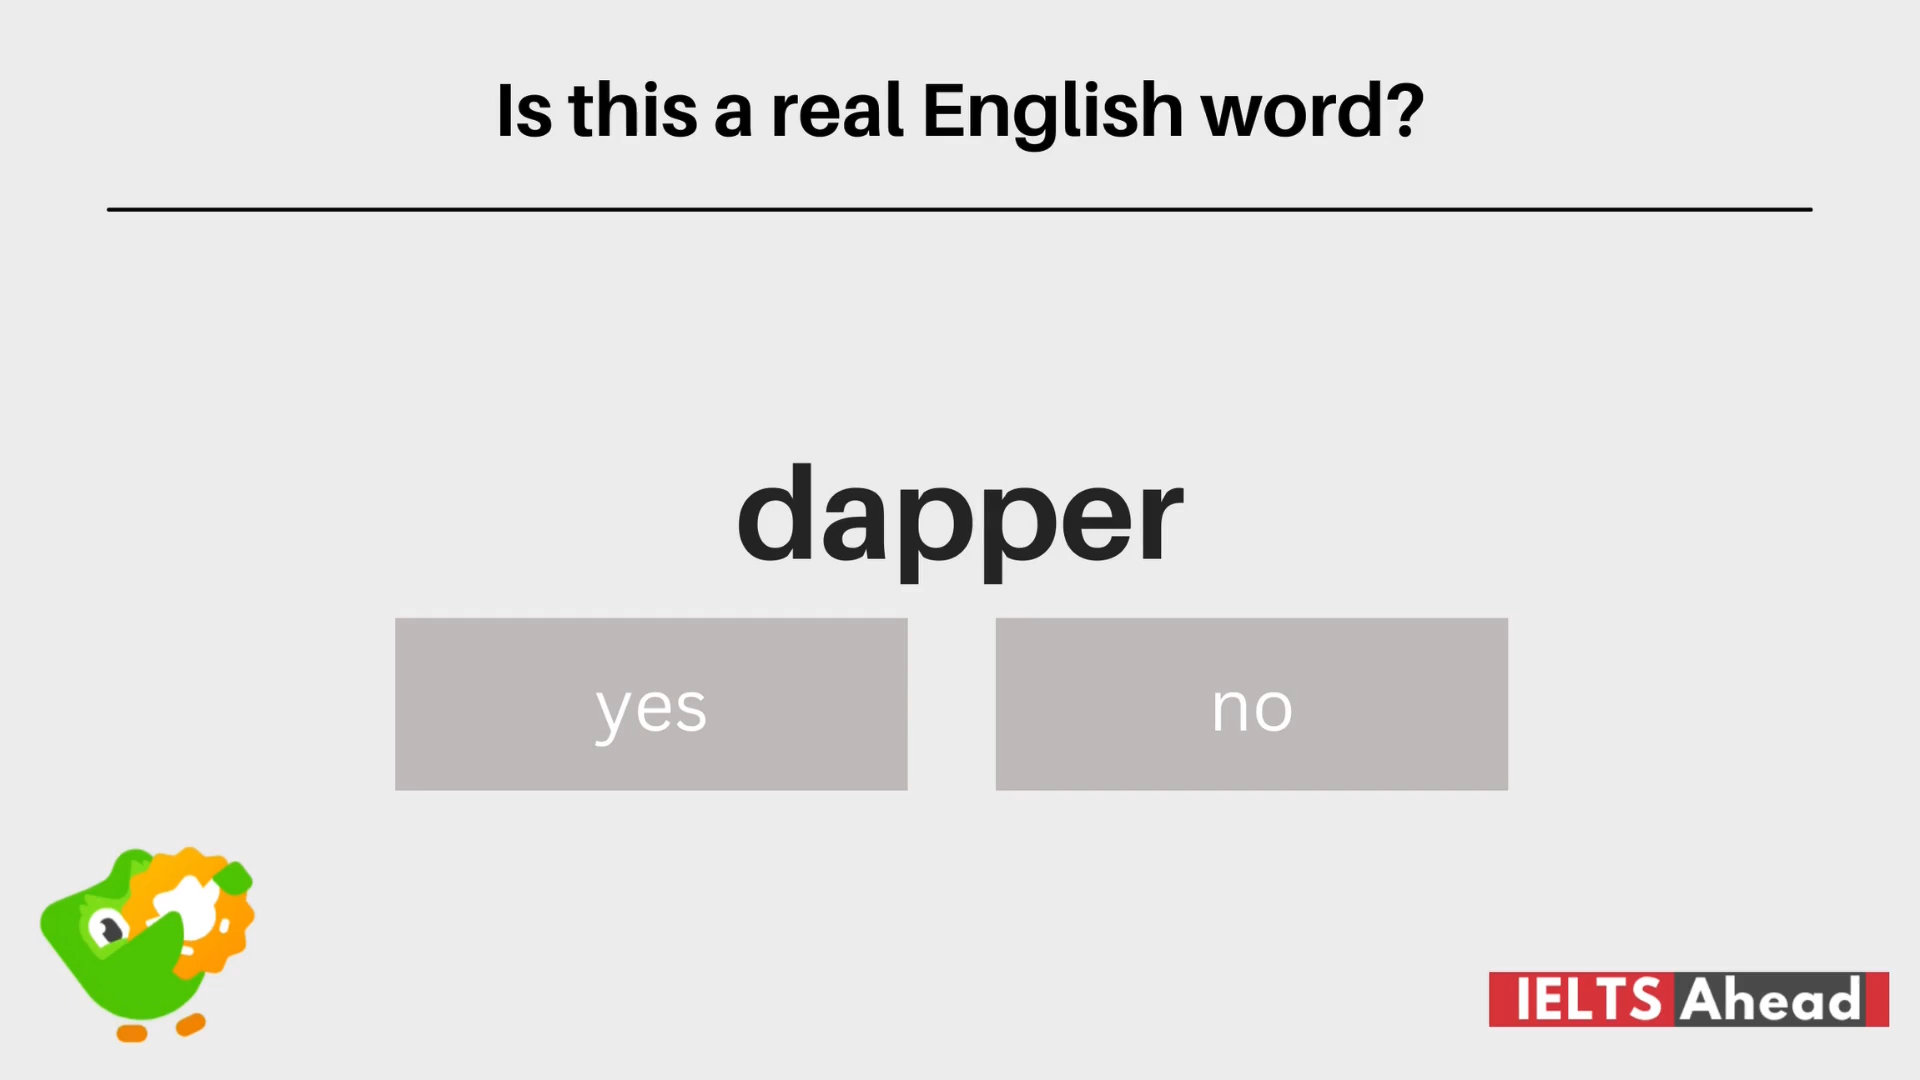 Is this a real English word?
dapper
yes
no
IELTS Ahead